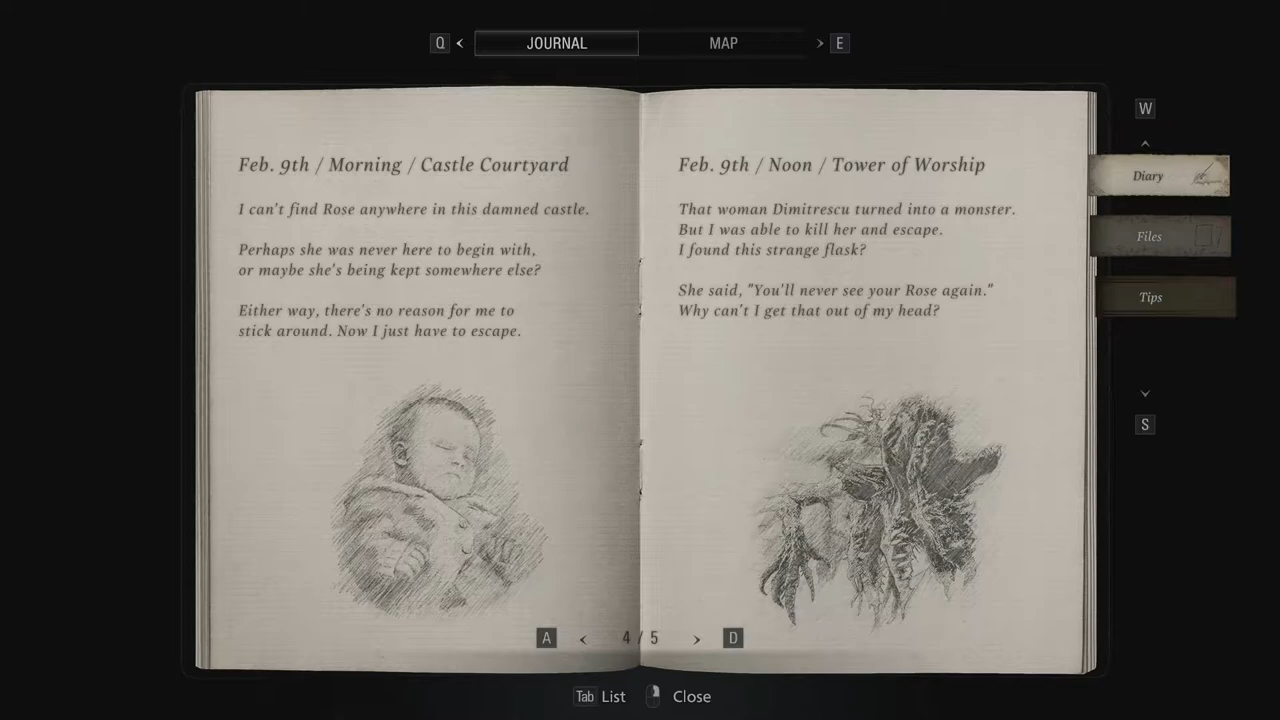 Q < JOURNAL MAP > E
Feb. 9th / Morning / Castle Courtyard
I can't find Rose anywhere in this damned castle.
Perhaps she was never here to begin with,
or maybe she's being kept somewhere else?
Either way, there's no reason for me to
stick around. Now I just have to escape.
Feb. 9th / Noon / Tower of Worship
That woman Dimitrescu turned into a monster.
But I was able to kill her and escape.
I found this strange flask?
She said, "You'll never see your Rose again."
Why can't I get that out of my head?
W
Diary
Files
Tips
S
A < 4 / 5 > D
Tab List Close